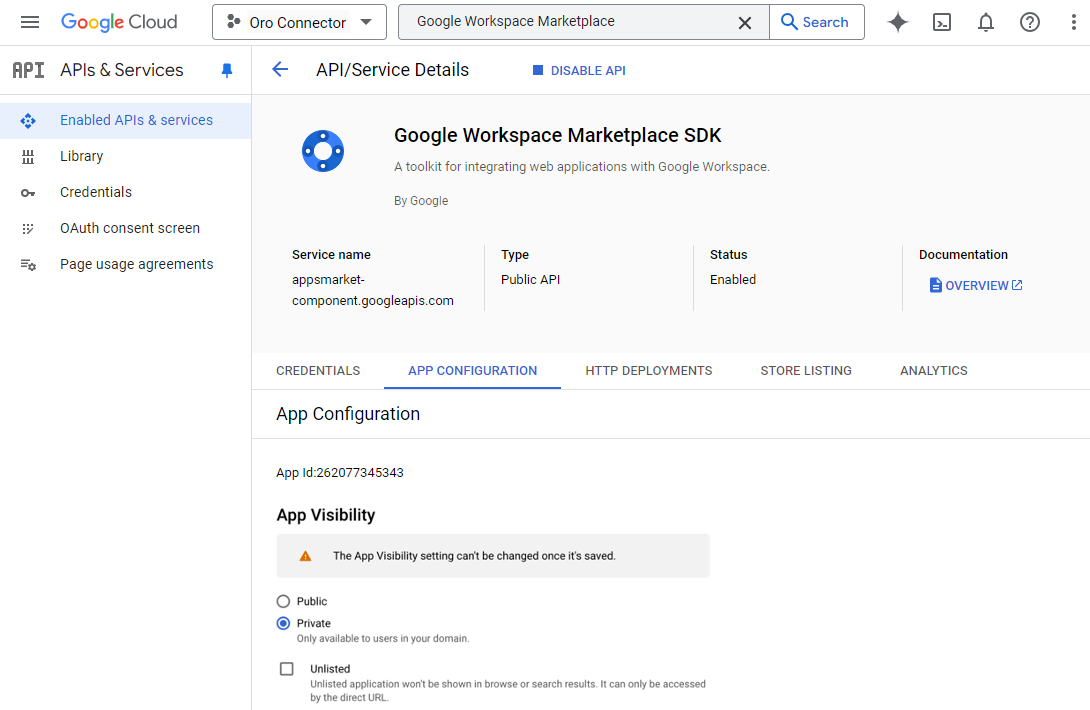 Google Cloud
Oro Connector
Google Workspace Marketplace
Search
API
APIs & Services
API/Service Details
DISABLE API
Enabled APIs & services
Library
Credentials
OAuth consent screen
Page usage agreements
Google Workspace Marketplace SDK
A toolkit for integrating web applications with Google Workspace.
By Google
Service name
appsmarket-
component.googleapis.com
Type
Public API
Status
Enabled
Documentation
OVERVIEW
CREDENTIALS
APP CONFIGURATION
HTTP DEPLOYMENTS
STORE LISTING
ANALYTICS
App Configuration
App Id:262077345343
App Visibility
The App Visibility setting can't be changed once it's saved.
Public
Private
Only available to users in your domain.
Unlisted
Unlisted application won't be shown in browse or search results. It can only be accessed
by the direct URL.